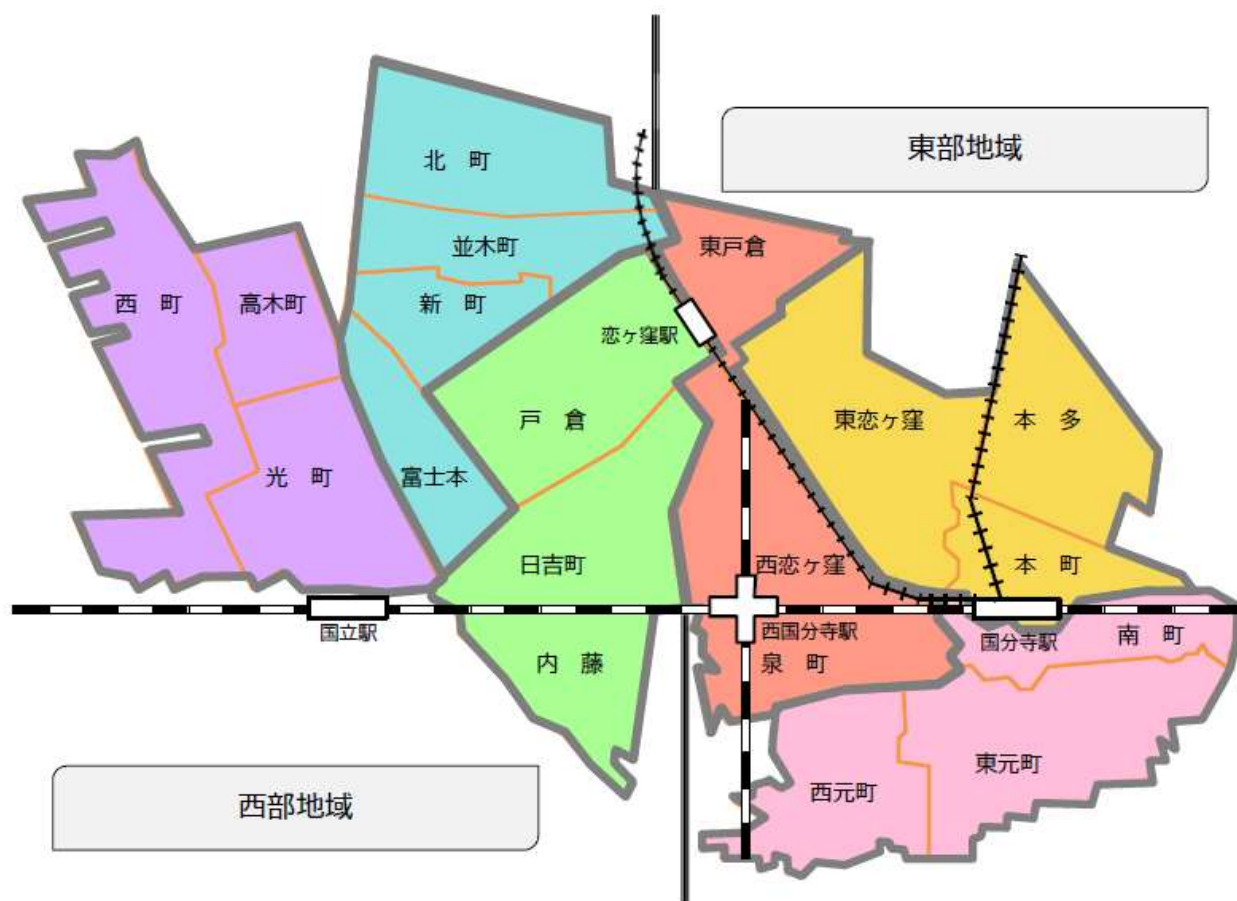 東部地域
北　町
並木町
東戸倉
西　町
高木町
新　町
恋ヶ窪駅
戸　倉
東恋ヶ窪
本　多
光　町
富士本
日吉町
西恋ヶ窪
本　町
国立駅
西国分寺駅
国分寺駅
南　町
内　藤
泉　町
東元町
西元町
西部地域